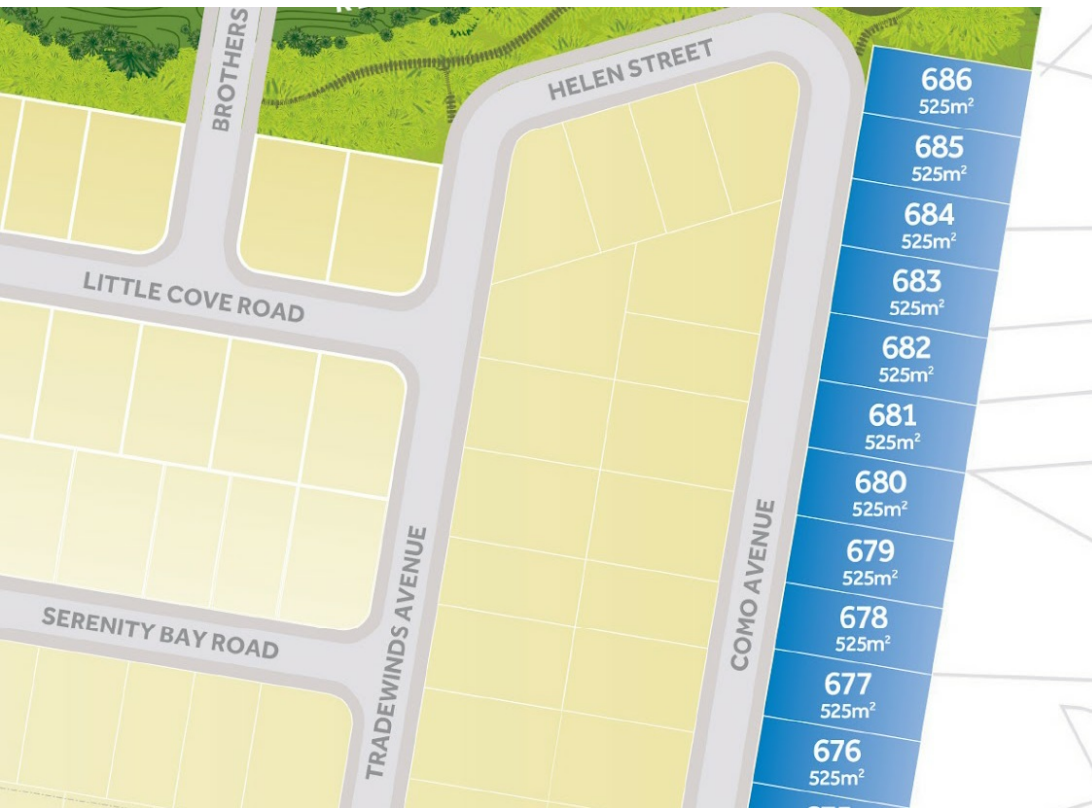 BROTHERS
HELEN STREET
LITTLE COVE ROAD
SERENITY BAY ROAD
TRADEWINDS AVENUE
COMO AVENUE
686
525m²
685
525m²
684
525m²
683
525m²
682
525m²
681
525m²
680
525m²
679
525m²
678
525m²
677
525m²
676
525m²